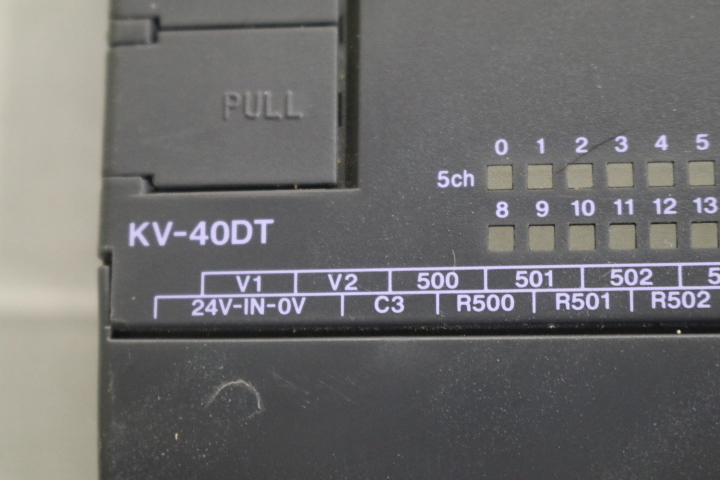 PULL
0 1 2 3 4 5
5ch
8 9 10 11 12 13
KV-40DT
V1 V2 500 501 502 5
24V-IN-0V C3 R500 R501 R502